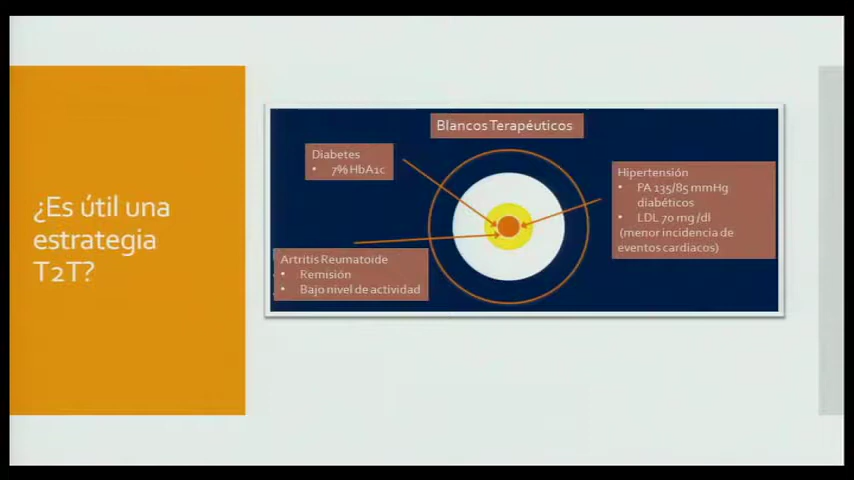 ¿Es útil una
estrategia
T2T?
Blancos Terapéuticos
Diabetes
• 7% HbA1c
Hipertensión
• PA 135/85 mmHg
diabéticos
• LDL 70 mg /dl
(menor incidencia de
eventos cardiacos)
Artritis Reumatoide
• Remisión
• Bajo nivel de actividad